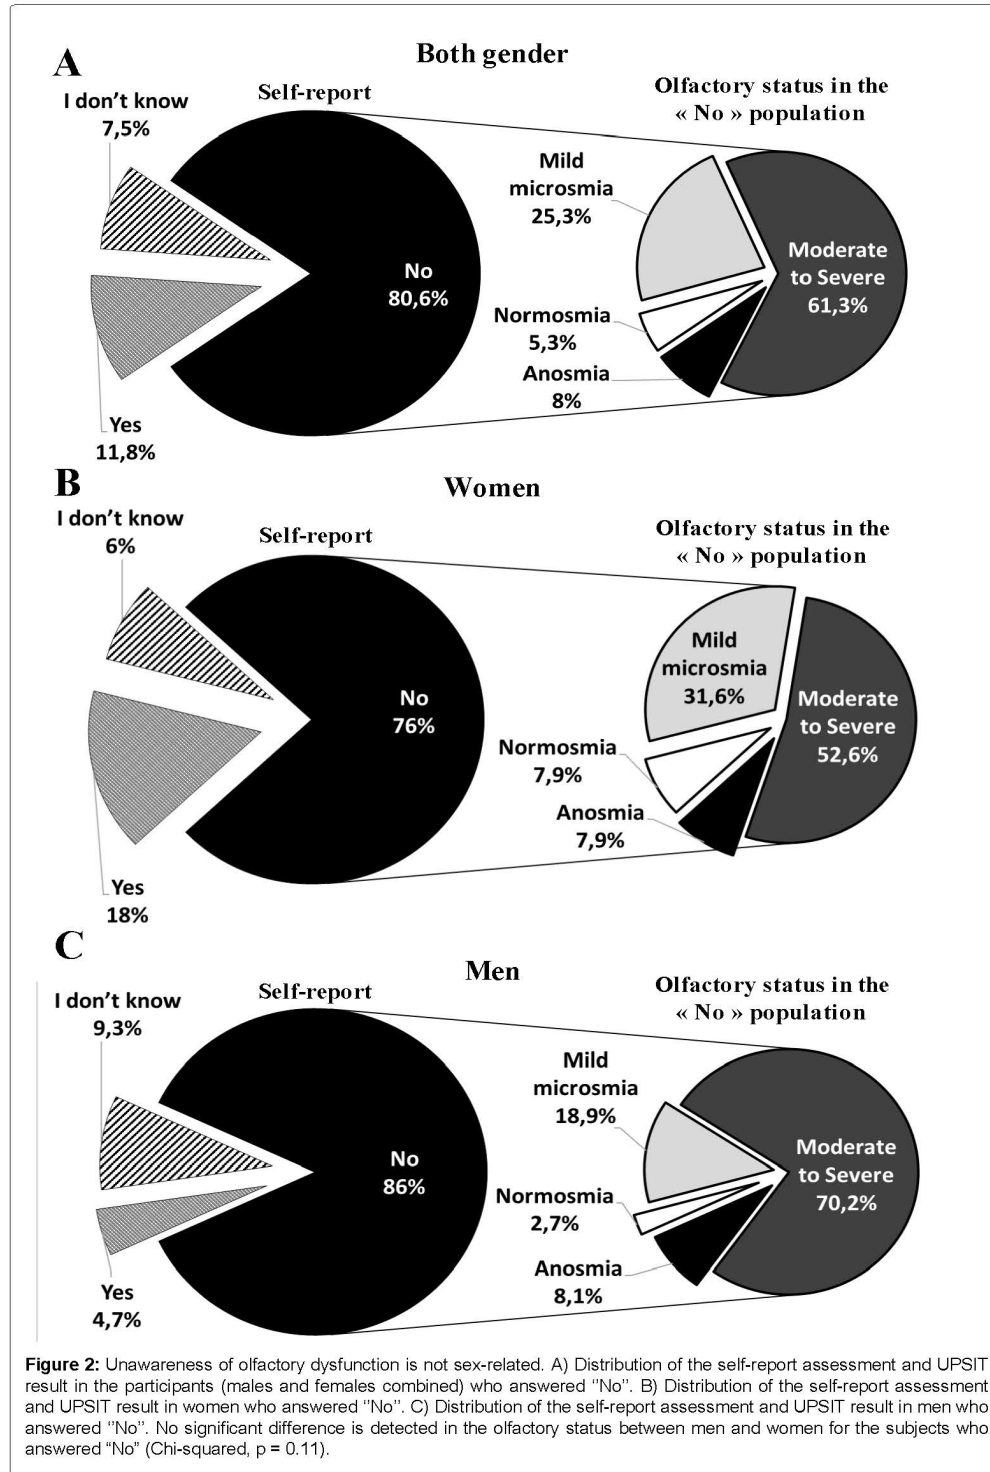 A
Both gender
Self-report
I don't know
7,5%
No
80,6%
Yes
11,8%
Olfactory status in the
« No » population
Mild
microsmia
25,3%
Moderate
to Severe
61,3%
Normosmia
5,3%
Anosmia
8%
B
Women
Self-report
I don't know
6%
No
76%
Yes
18%
Olfactory status in the
« No » population
Mild
microsmia
31,6%
Moderate
to Severe
52,6%
Normosmia
7,9%
Anosmia
7,9%
C
Men
Self-report
I don't know
9,3%
No
86%
Yes
4,7%
Olfactory status in the
« No » population
Mild
microsmia
18,9%
Moderate
to Severe
70,2%
Normosmia
2,7%
Anosmia
8,1%
Figure 2: Unawareness of olfactory dysfunction is not sex-related. A) Distribution of the self-report assessment and UPSIT
result in the participants (males and females combined) who answered "No". B) Distribution of the self-report assessment
and UPSIT result in women who answered "No". C) Distribution of the self-report assessment and UPSIT result in men who
answered "No". No significant difference is detected in the olfactory status between men and women for the subjects who
answered "No" (Chi-squared, p = 0.11).